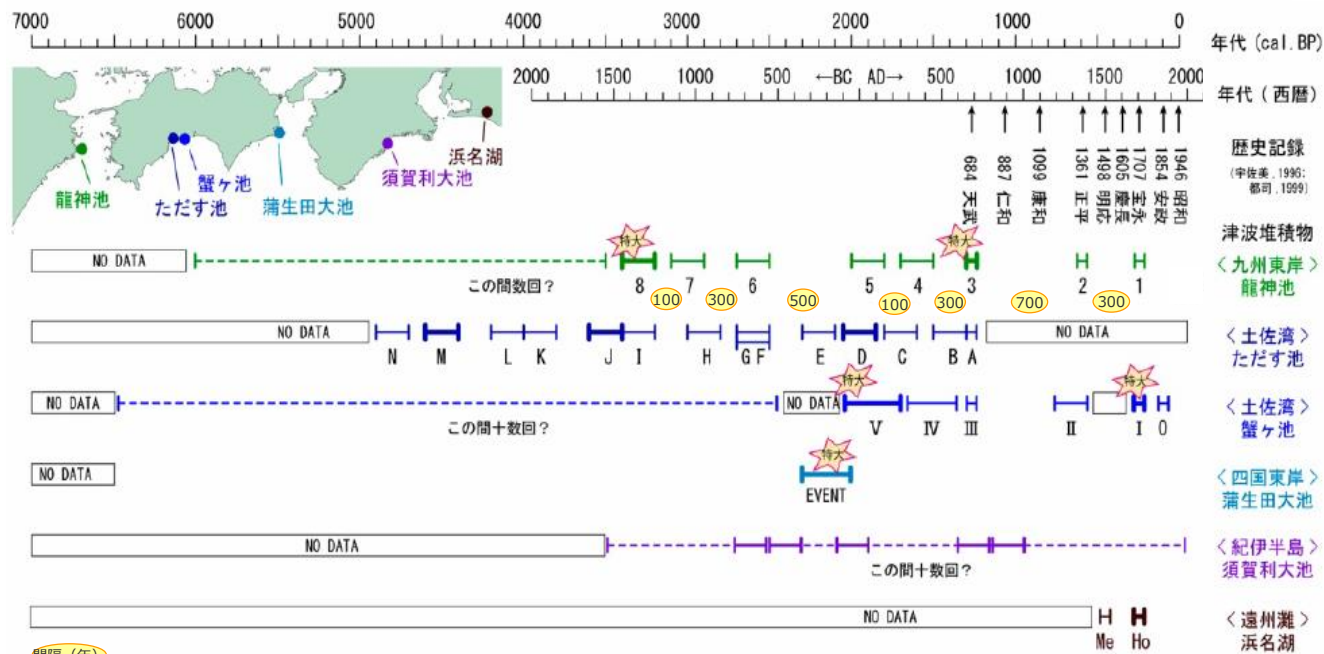 7000 6000 5000 4000 3000 2000 1000 0
年代 (cal.BP)
2000 1500 1000 500 ←BC AD→ 500 1000 1500 2000
年代 (西暦)
歴史記録
(宇佐美,1996;
都司,1999)
684 天武
887 仁和
1099 康和
1361 正平
1498 明応
1605 慶長
1707 宝永
1854 安政
1946 昭和
龍神池
ただす池
蟹ヶ池
蒲生田大池
須賀利大池
浜名湖
津波堆積物
NO DATA
この間数回?
特大 特大
8 7 6 5 4 3 2 1
<九州東岸>
龍神池
100 300 500 100 300 700 300
NO DATA NO DATA
N M L K J I H G F E D C B A
<土佐湾>
ただす池
特大 特大
NO DATA NO DATA
この間十数回?
V IV III II I 0
<土佐湾>
蟹ヶ池
特大
NO DATA
EVENT
<四国東岸>
蒲生田大池
NO DATA
この間十数回?
<紀伊半島>
須賀利大池
NO DATA
Me Ho
<遠州灘>
浜名湖
間隔(年)